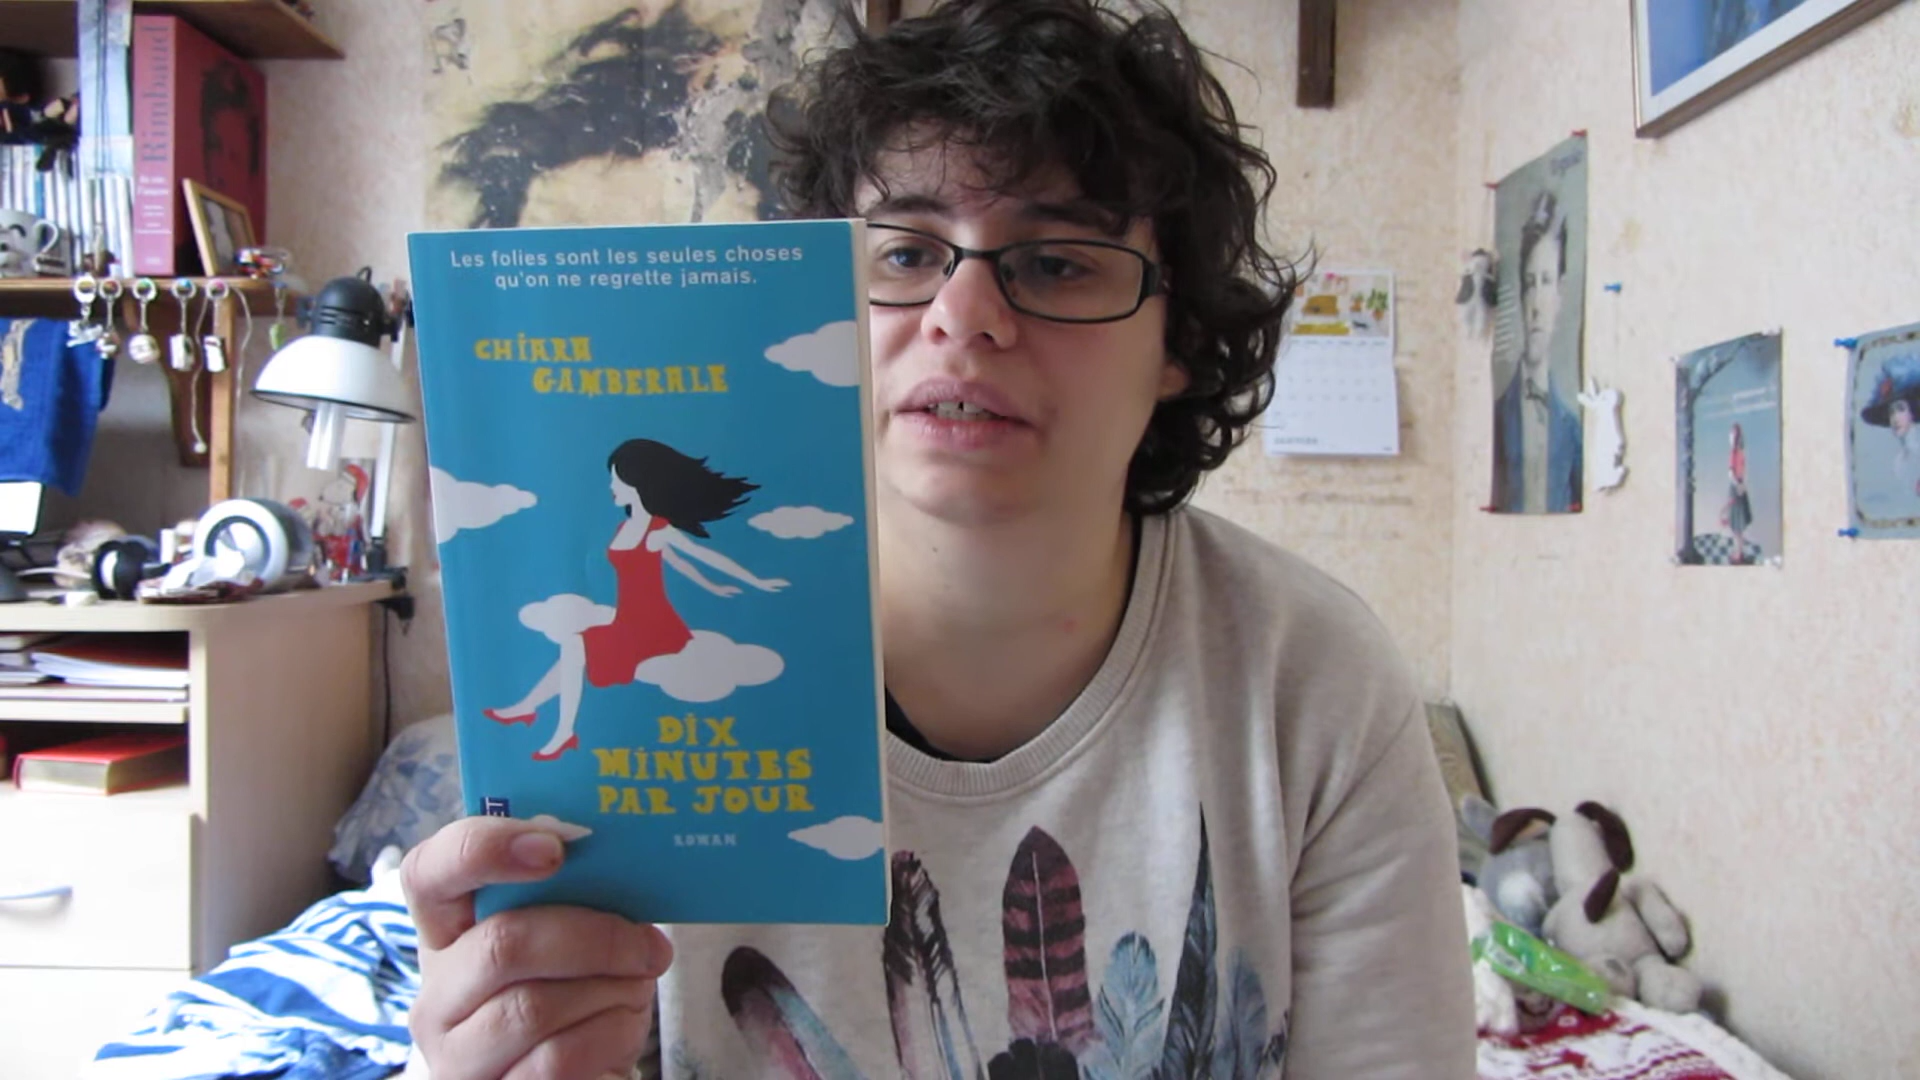 Les folies sont les seules choses
qu'on ne regrette jamais.
CHiARA
GAMBERALE
DiX
MiNUTES
PAR JOUR
ROMAN
Rimbaud